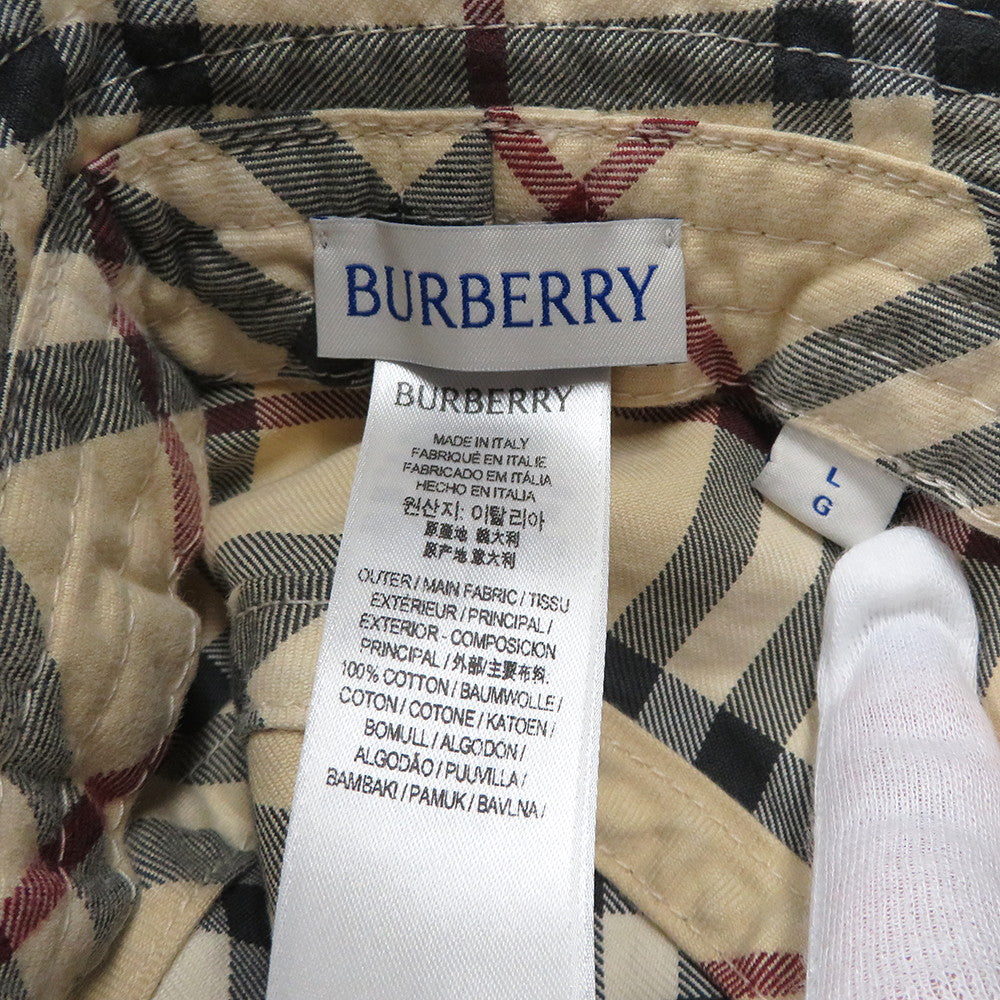 BURBERRY
BURBERRY
MADE IN ITALY
FABRIQUÉ EN ITALIE
FABRICADO EM ITÁLIA
HECHO EN ITALIA
원산지: 이탈리아
原產地 義大利
原产地 意大利
OUTER / MAIN FABRIC / TISSU
EXTÉRIEUR / PRINCIPAL /
EXTERIOR - COMPOSICION
PRINCIPAL / 外部/主要布料:
100% COTTON / BAUMWOLLE /
COTON / COTONE / KATOEN /
BOMULL / ALGODON /
ALGODÃO / PUUVILLA /
BAMBAKI / PAMUK / BAVLNA /
L
G